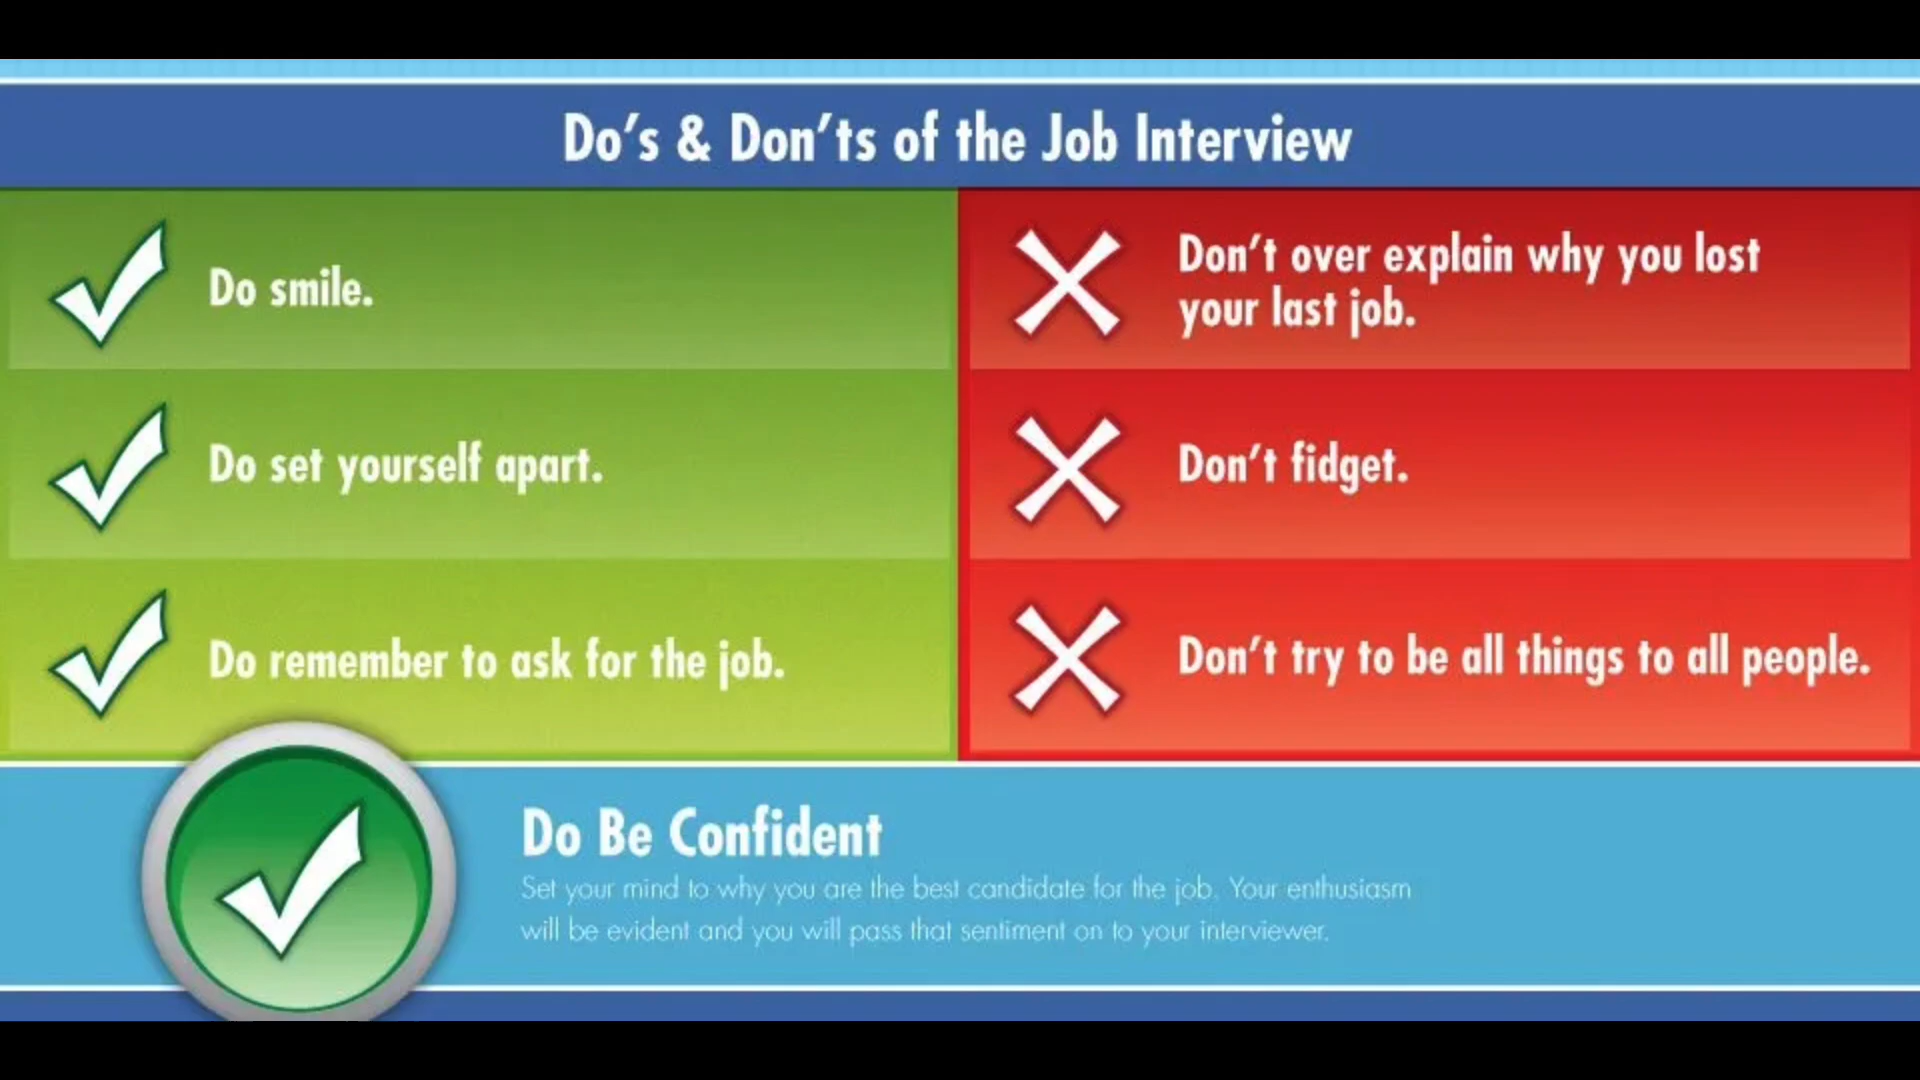 Do's & Don'ts of the Job Interview
Do smile.
Do set yourself apart.
Do remember to ask for the job.
Don't over explain why you lost
your last job.
Don't fidget.
Don't try to be all things to all people.
Do Be Confident
Set your mind to why you are the best candidate for the job. Your enthusiasm
will be evident and you will pass that sentiment on to your interviewer.